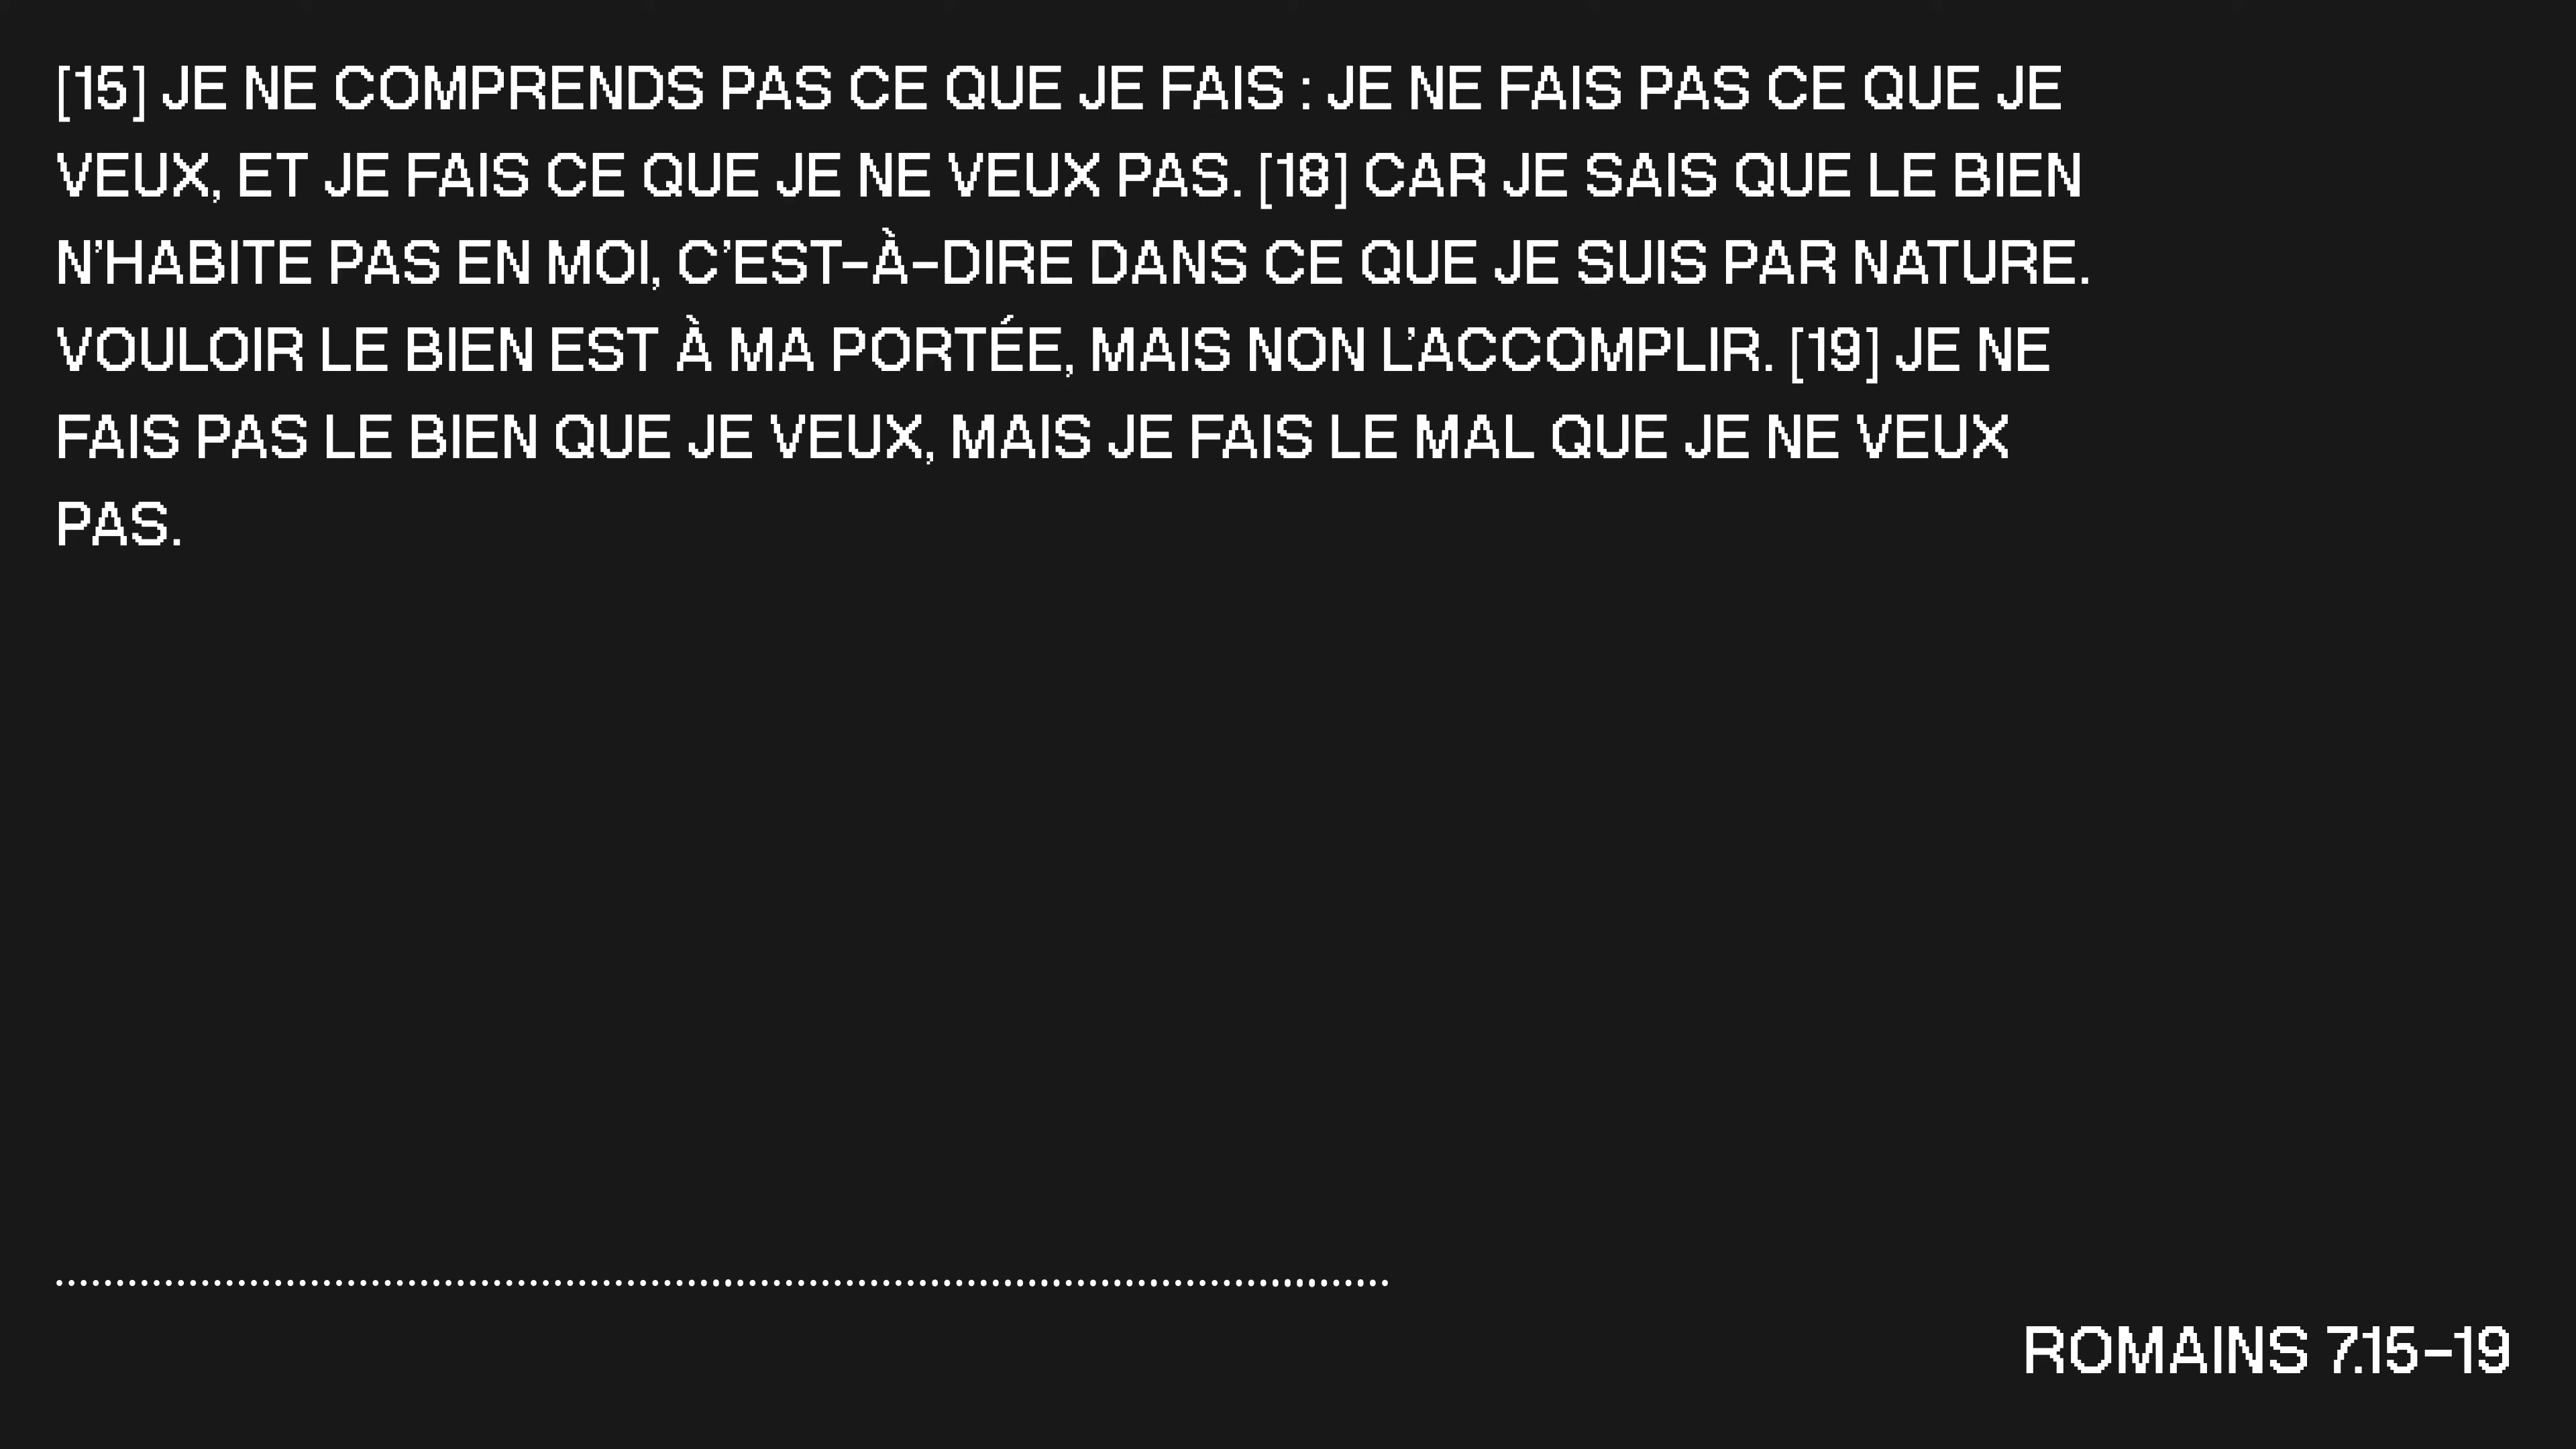 [15] JE NE COMPRENDS PAS CE QUE JE FAIS : JE NE FAIS PAS CE QUE JE
VEUX, ET JE FAIS CE QUE JE NE VEUX PAS. [18] CAR JE SAIS QUE LE BIEN
N’HABITE PAS EN MOI, C’EST-À-DIRE DANS CE QUE JE SUIS PAR NATURE.
VOULOIR LE BIEN EST À MA PORTÉE, MAIS NON L’ACCOMPLIR. [19] JE NE
FAIS PAS LE BIEN QUE JE VEUX, MAIS JE FAIS LE MAL QUE JE NE VEUX
PAS.
ROMAINS 7.15-19